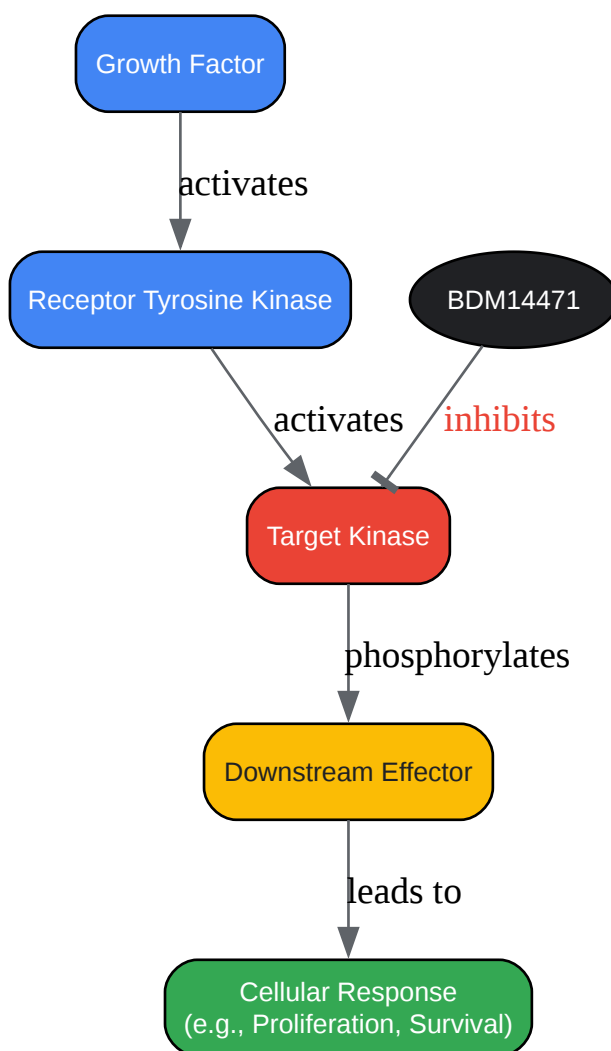 Growth Factor
activates
Receptor Tyrosine Kinase
BDM14471
activates
inhibits
Target Kinase
phosphorylates
Downstream Effector
leads to
Cellular Response
(e.g., Proliferation, Survival)